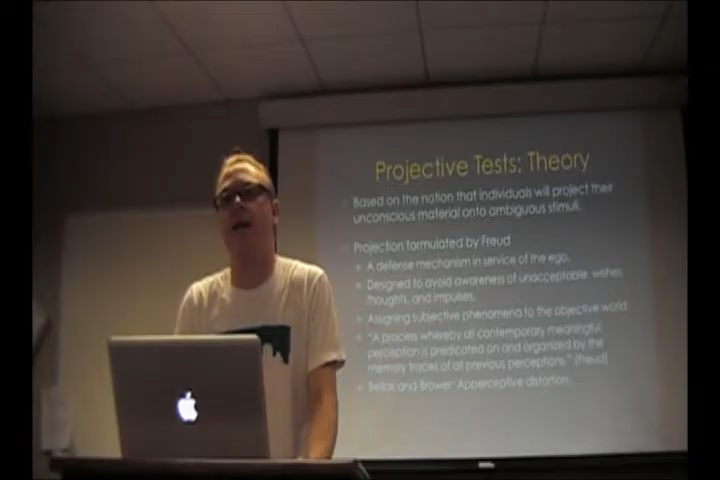 Projective Tests: Theory
Based on the notion that individuals will project their
unconscious material onto ambiguous stimuli.
Projection formulated by Freud
A defense mechanism in service of the ego.
Designed to avoid awareness of unacceptable wishes,
thoughts, and impulses.
Assigning subjective phenomena to the objective world.
"A process whereby all contemporary meaningful
perception is predicated on and organized by the
memory traces of all previous perceptions." (Freud)
Bellak and Brower: Apperceptive distortion.